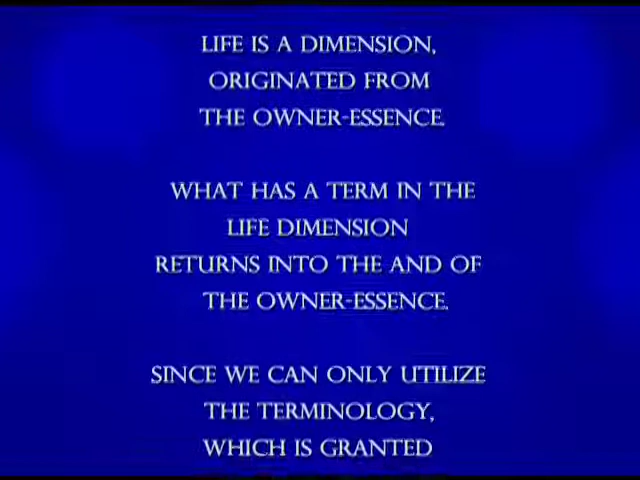 LIFE IS A DIMENSION,
ORIGINATED FROM
THE OWNER-ESSENCE.
WHAT HAS A TERM IN THE
LIFE DIMENSION
RETURNS INTO THE AND OF
THE OWNER-ESSENCE.
SINCE WE CAN ONLY UTILIZE
THE TERMINOLOGY,
WHICH IS GRANTED